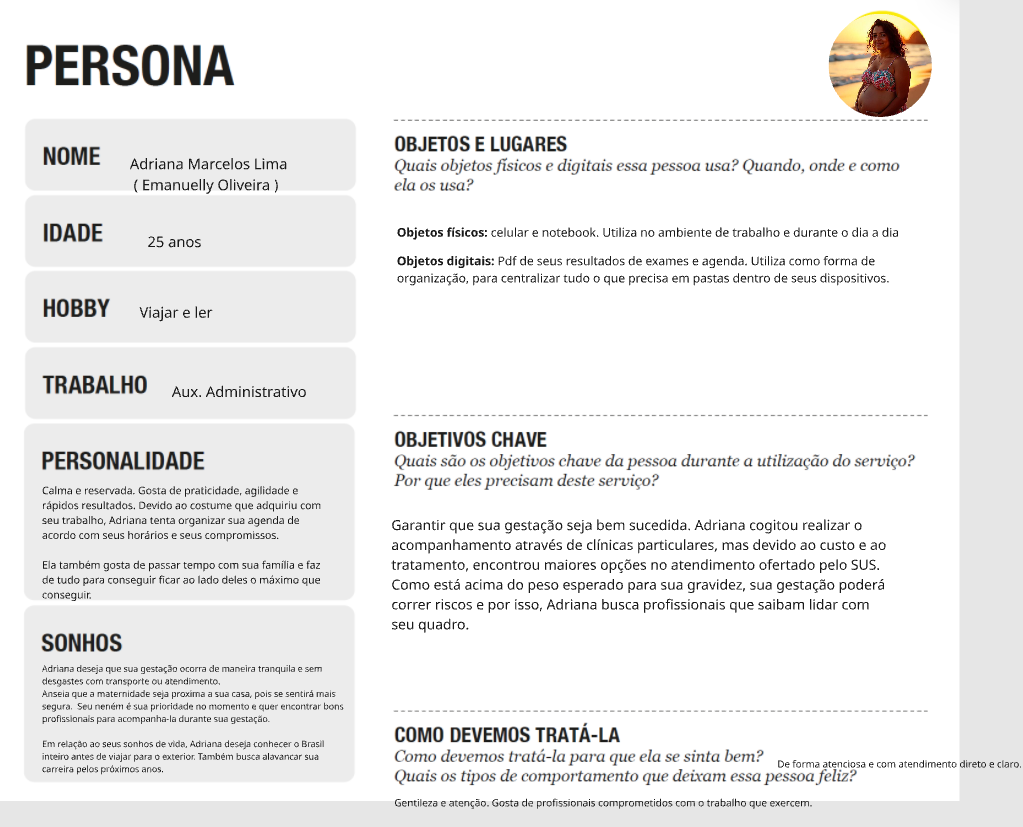 PERSONA
NOME
Adriana Marcelos Lima
( Emanuelly Oliveira )
IDADE
25 anos
HOBBY
Viajar e ler
TRABALHO
Aux. Administrativo
PERSONALIDADE
Calma e reservada. Gosta de praticidade, agilidade e
rápidos resultados. Devido ao costume que adquiriu com
seu trabalho, Adriana tenta organizar sua agenda de
acordo com seus horários e seus compromissos.
Ela também gosta de passar tempo com sua família e faz
de tudo para conseguir ficar ao lado deles o máximo que
conseguir.
SONHOS
Adriana deseja que sua gestação ocorra de maneira tranquila e sem
desgastes com transporte ou atendimento.
Anseia que a maternidade seja proxima a sua casa, pois se sentirá mais
segura. Seu neném é sua prioridade no momento e quer encontrar bons
profissionais para acompanha-la durante sua gestação.
Em relação ao seus sonhos de vida, Adriana deseja conhecer o Brasil
inteiro antes de viajar para o exterior. Também busca alavancar sua
carreira pelos próximos anos.
OBJETOS E LUGARES
Quais objetos físicos e digitais essa pessoa usa? Quando, onde e como
ela os usa?
Objetos físicos: celular e notebook. Utiliza no ambiente de trabalho e durante o dia a dia
Objetos digitais: Pdf de seus resultados de exames e agenda. Utiliza como forma de
organização, para centralizar tudo o que precisa em pastas dentro de seus dispositivos.
OBJETIVOS CHAVE
Quais são os objetivos chave da pessoa durante a utilização do serviço?
Por que eles precisam deste serviço?
Garantir que sua gestação seja bem sucedida. Adriana cogitou realizar o
acompanhamento através de clínicas particulares, mas devido ao custo e ao
tratamento, encontrou maiores opções no atendimento ofertado pelo SUS.
Como está acima do peso esperado para sua gravidez, sua gestação poderá
correr riscos e por isso, Adriana busca profissionais que saibam lidar com
seu quadro.
COMO DEVEMOS TRATÁ-LA
Como devemos tratá-la para que ela se sinta bem?
De forma atenciosa e com atendimento direto e claro.
Quais os tipos de comportamento que deixam essa pessoa feliz?
Gentileza e atenção. Gosta de profissionais comprometidos com o trabalho que exercem.